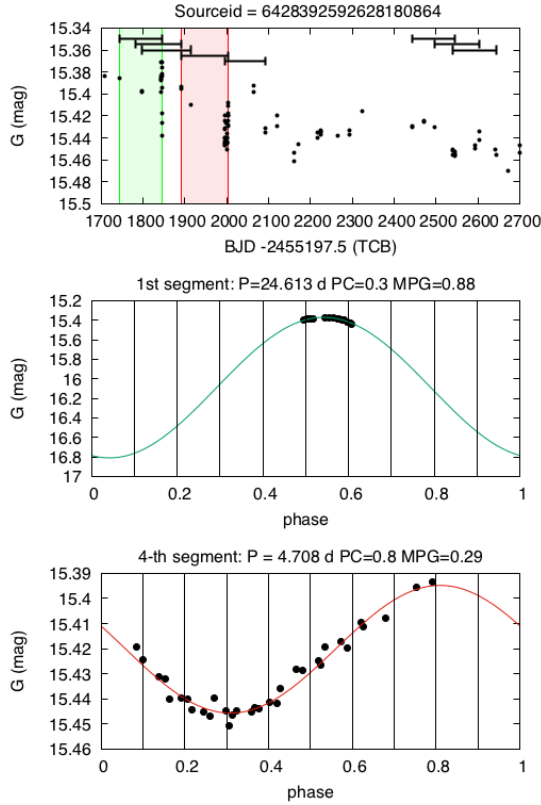 Sourceid = 6428392592628180864
15.34
15.36
15.38
15.4
15.42
15.44
15.46
15.48
15.5
G (mag)
1700 1800 1900 2000 2100 2200 2300 2400 2500 2600 2700
BJD -2455197.5 (TCB)
1st segment: P=24.613 d PC=0.3 MPG=0.88
15.2
15.4
15.6
15.8
16
16.2
16.4
16.6
16.8
17
G (mag)
0 0.2 0.4 0.6 0.8 1
phase
4-th segment: P = 4.708 d PC=0.8 MPG=0.29
15.39
15.4
15.41
15.42
15.43
15.44
15.45
15.46
G (mag)
0 0.2 0.4 0.6 0.8 1
phase